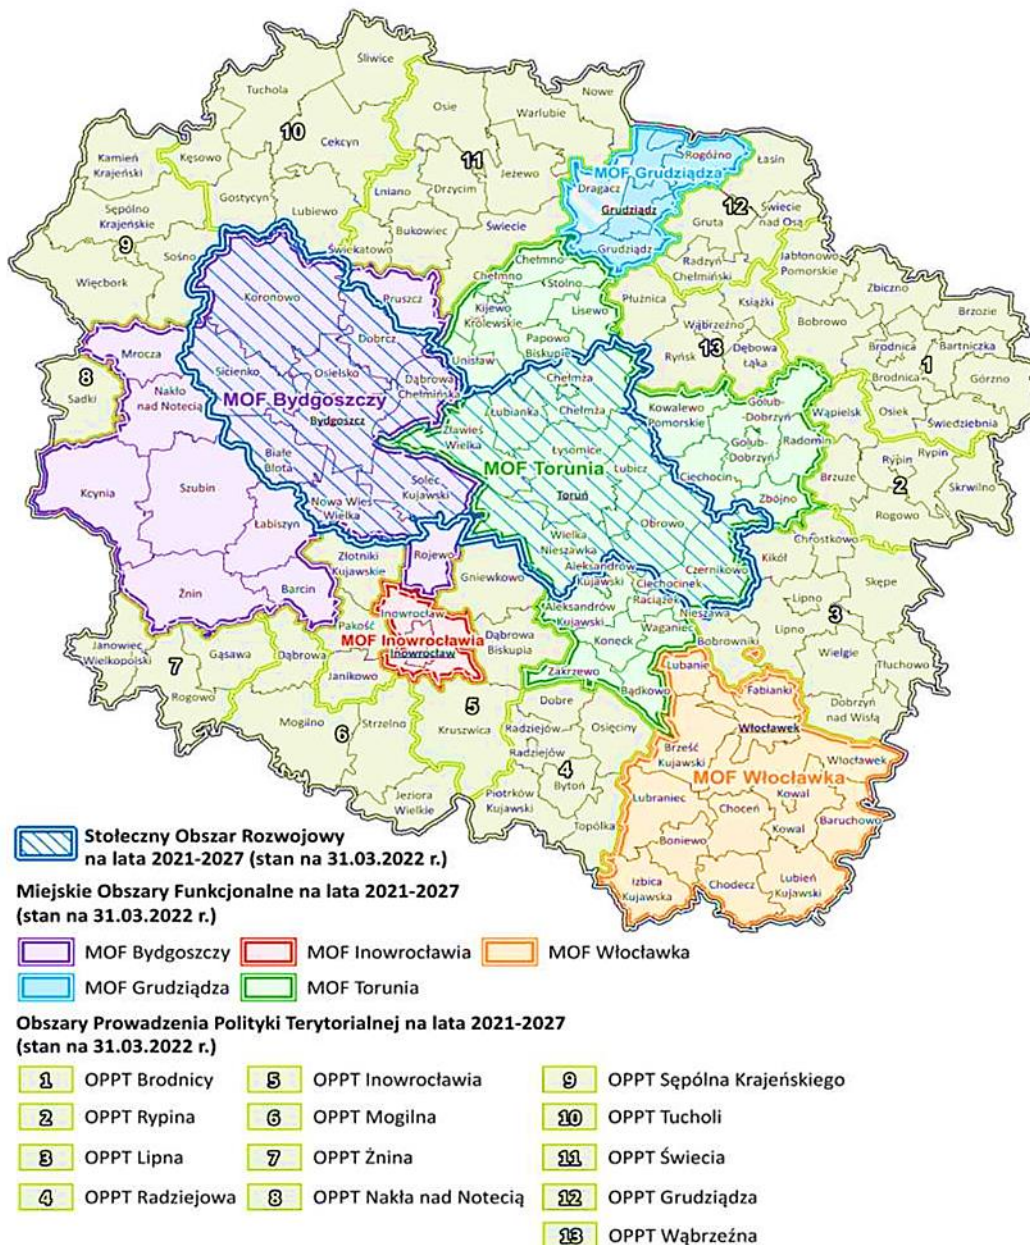 Śliwice
Tuchola
Nowe
Osie
Warlubie
10
Cekcyn
Kamień
Krajeński
Kęsowo
11
Rogóźno
Łasin
MOF Grudziądza
Jeżewo
Lniano
Drzycim
Dragacz
Gostycyn
12
Świecie
nad Osą
Sępólno
Krajeńskie
Lubiewo
Grudziądz
Gruta
Bukowiec
Świecie
9
Świekatowo
Grudziądz
Radzyń
Chełmiński
Jabłonowo
Pomorskie
Sośno
Chełmno
Więcbork
Chełmno
Stolno
Zbiczno
Koronowo
Pruszcz
Płużnica
Książki
Kijewo
Królewskie
Lisewo
Bobrowo
Brzozie
Wąbrzeźno
Mrocza
Dobrcz
Papowo
Biskupie
13
Dębowa
Łąka
Brodnica
Bartniczka
Ryńsk
1
8
Sicienko
Osielsko
Unisław
Brodnica
Górzno
Sadki
Nakło
nad Notecią
Dąbrowa
Chełmińska
Chełmża
MOF Bydgoszczy
Bydgoszcz
Łubianka
Chełmża
Kowalewo
Pomorskie
Golub-
Dobrzyń
Wąpielsk
Osiek
Świedziebnia
Zławieś
Wielka
Łysomice
Golub-
Dobrzyń
Radomin
Białe
Błota
MOF Torunia
Lubicz
Ciechocin
Rypin
Rypin
Brzuze
2
Skrwilno
Kcynia
Szubin
Solec
Kujawski
Toruń
Zbójno
Rogowo
Nowa Wieś
Wielka
Łabiszyn
Obrowo
Wielka
Nieszawka
Chrostkowo
Rojewo
Złotniki
Kujawskie
Gniewkowo
Aleksandrów
Kujawski
Czernikowo
Kikół
Skępe
Ciechocinek
Raciążek
Żnin
Barcin
Inowrocław
Aleksandrów
Kujawski
Nieszawa
Lipno
3
Pakość
Waganiec
Dąbrowa
Biskupia
Koneck
Lipno
Janowiec
Wielkopolski
MOF Inowrocławia
Inowrocław
Bobrowniki
Wielgie
Gąsawa
Dąbrowa
Tłuchowo
7
Zakrzewo
Lubanie
Janikowo
Bądkowo
Fabianki
Rogowo
Dobre
Dobrzyń
nad Wisłą
5
Mogilno
Strzelno
Osięciny
Włocławek
6
Kruszwica
Radziejów
Radziejów
Brześć
Kujawski
Włocławek
4
MOF Włocławka
Bytoń
Kowal
Jeziora
Wielkie
Piotrków
Kujawski
Lubraniec
Choceń
Baruchowo
Topólka
Kowal
Boniewo
Izbica
Kujawska
Chodecz
Lubień
Kujawski
Stołeczny Obszar Rozwojowy
na lata 2021-2027 (stan na 31.03.2022 r.)
Miejskie Obszary Funkcjonalne na lata 2021-2027
(stan na 31.03.2022 r.)
MOF Bydgoszczy
MOF Inowrocławia
MOF Włocławka
MOF Grudziądza
MOF Torunia
Obszary Prowadzenia Polityki Terytorialnej na lata 2021-2027
(stan na 31.03.2022 r.)
1 OPPT Brodnicy
5 OPPT Inowrocławia
9 OPPT Sępólna Krajeńskiego
2 OPPT Rypina
6 OPPT Mogilna
10 OPPT Tucholi
3 OPPT Lipna
7 OPPT Żnina
11 OPPT Świecia
4 OPPT Radziejowa
8 OPPT Nakła nad Notecią
12 OPPT Grudziądza
13 OPPT Wąbrzeźna